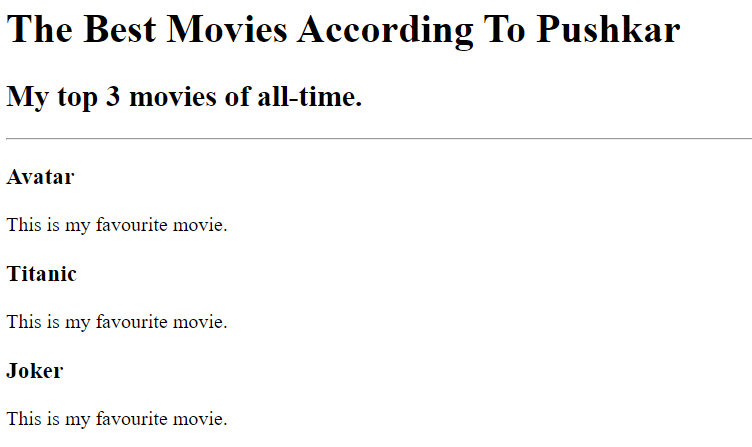 The Best Movies According To Pushkar
My top 3 movies of all-time.
Avatar
This is my favourite movie.
Titanic
This is my favourite movie.
Joker
This is my favourite movie.